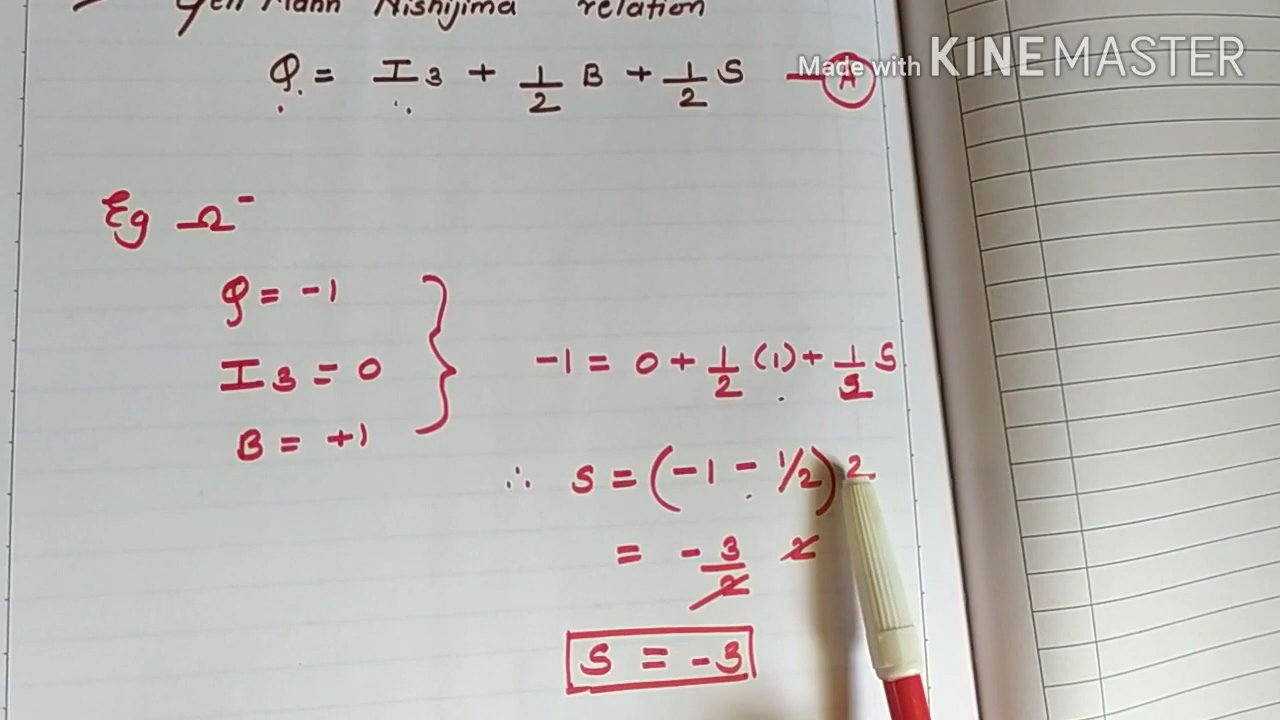 Gell Mann Nishijima relation
Q = I3 + 1/2 B + 1/2 S — A
Made with KINEMASTER
Eg Ω-
Q = -1
I3 = 0
B = +1
-1 = 0 + 1/2 (1) + 1/2 S
∴ S = (-1 - 1/2) 2
= - 3/2 2
S = -3